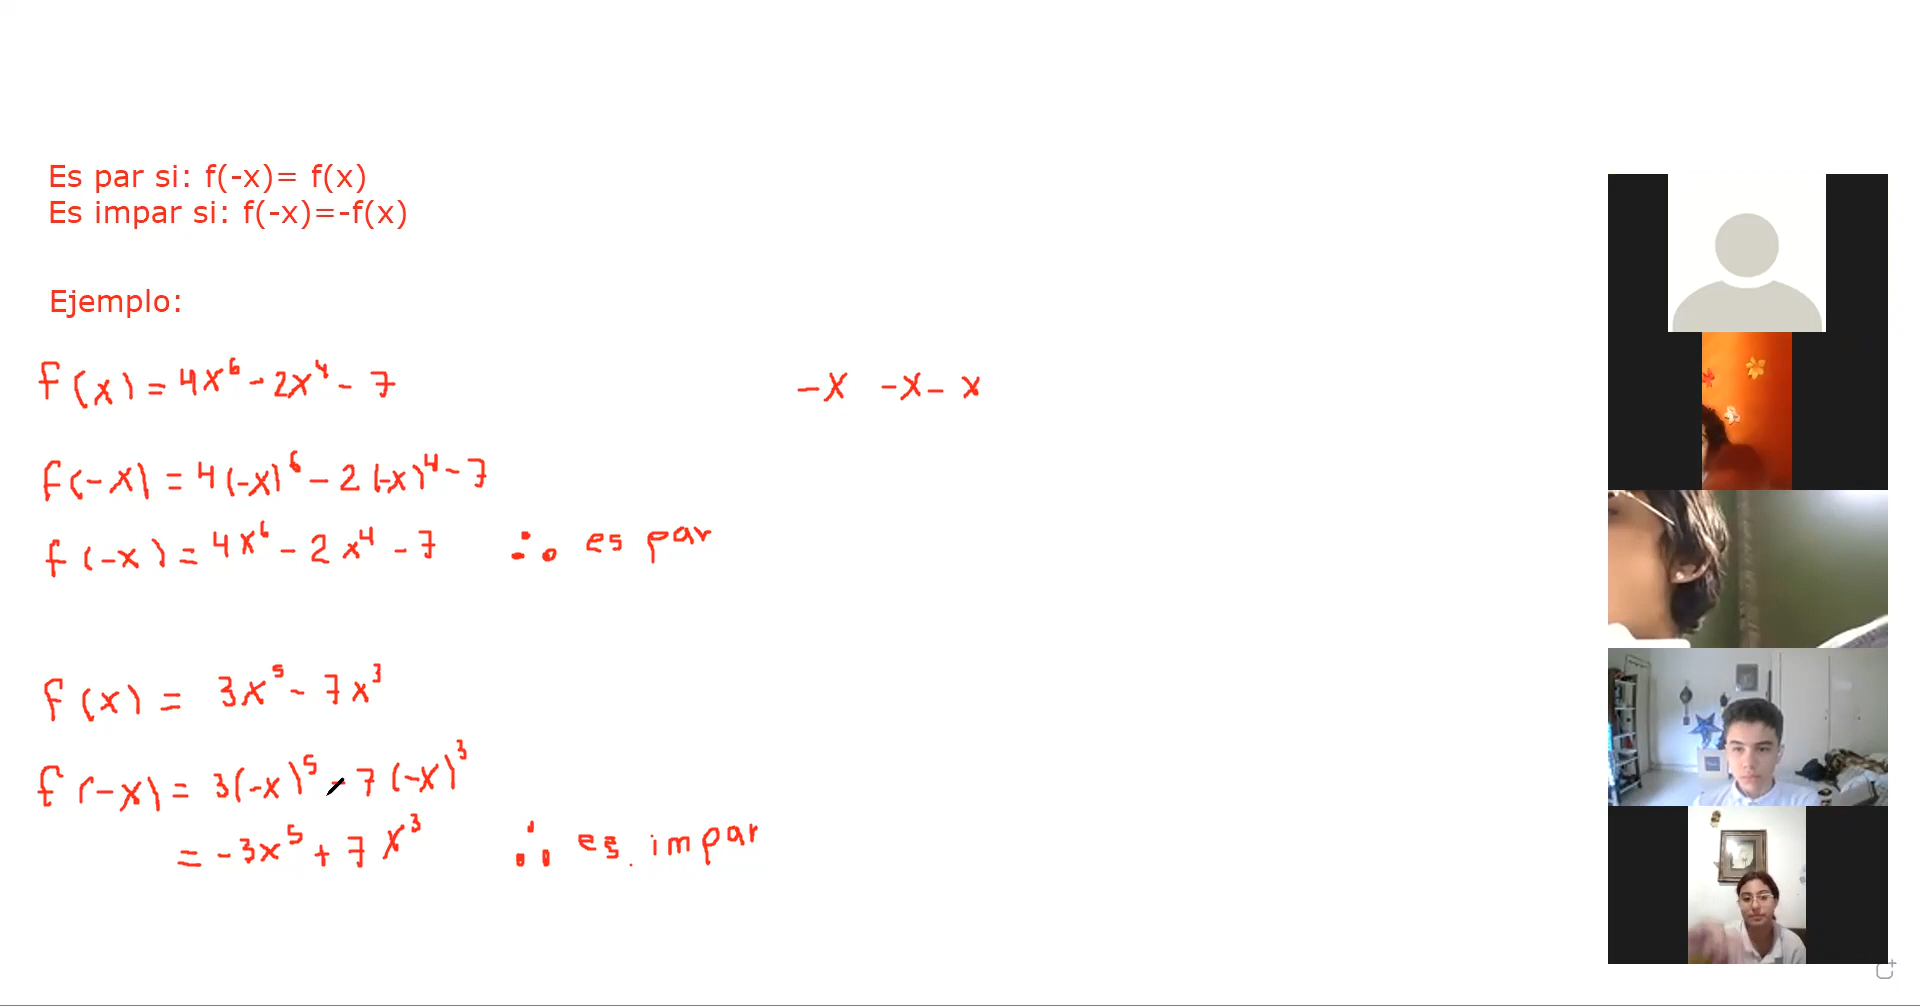 Es par si: f(-x)= f(x)
Es impar si: f(-x)=-f(x)
Ejemplo:
f(x) = 4x⁶ - 2x⁴ - 7
-x -x- x
f(-x) = 4(-x)⁶ - 2(-x)⁴ - 7
f(-x) = 4x⁶ - 2x⁴ - 7 ∴ es par
f(x) = 3x⁵ - 7x³
f(-x) = 3(-x)⁵ - 7(-x)³
= -3x⁵ + 7x³ ∴ es impar